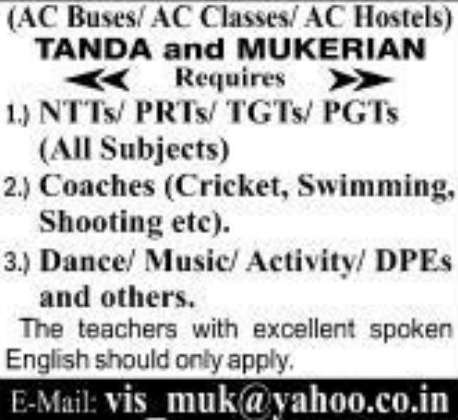 (AC Buses/ AC Classes/ AC Hostels)
TANDA and MUKERIAN
Requires
1.) NTTs/ PRTs/ TGTs/ PGTs
(All Subjects)
2.) Coaches (Cricket, Swimming,
Shooting etc).
3.) Dance/ Music/ Activity/ DPEs
and others.
The teachers with excellent spoken
English should only apply.
E-Mail: vis_muk@yahoo.co.in